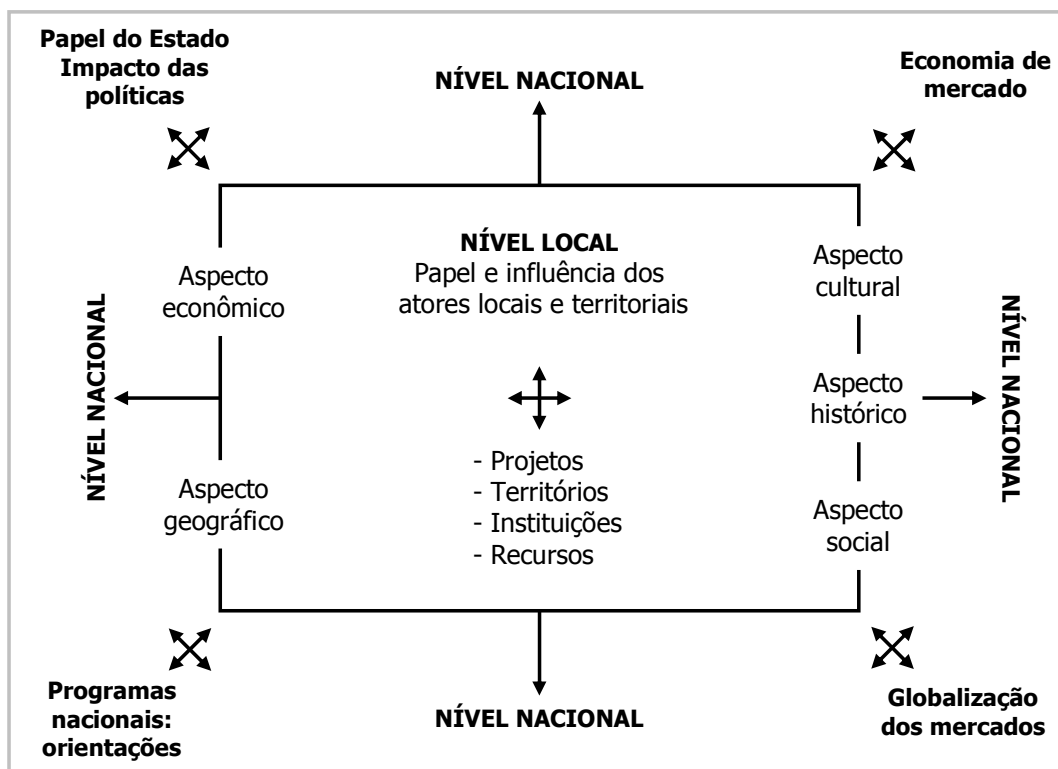 Papel do Estado
Impacto das
políticas
NÍVEL NACIONAL
Economia de
mercado
NÍVEL LOCAL
Papel e influência dos
atores locais e territoriais
Aspecto
econômico
Aspecto
cultural
NÍVEL NACIONAL
Aspecto
histórico
NÍVEL NACIONAL
Aspecto
geográfico
- Projetos
- Territórios
- Instituições
- Recursos
Aspecto
social
Programas
nacionais:
orientações
NÍVEL NACIONAL
Globalização
dos mercados